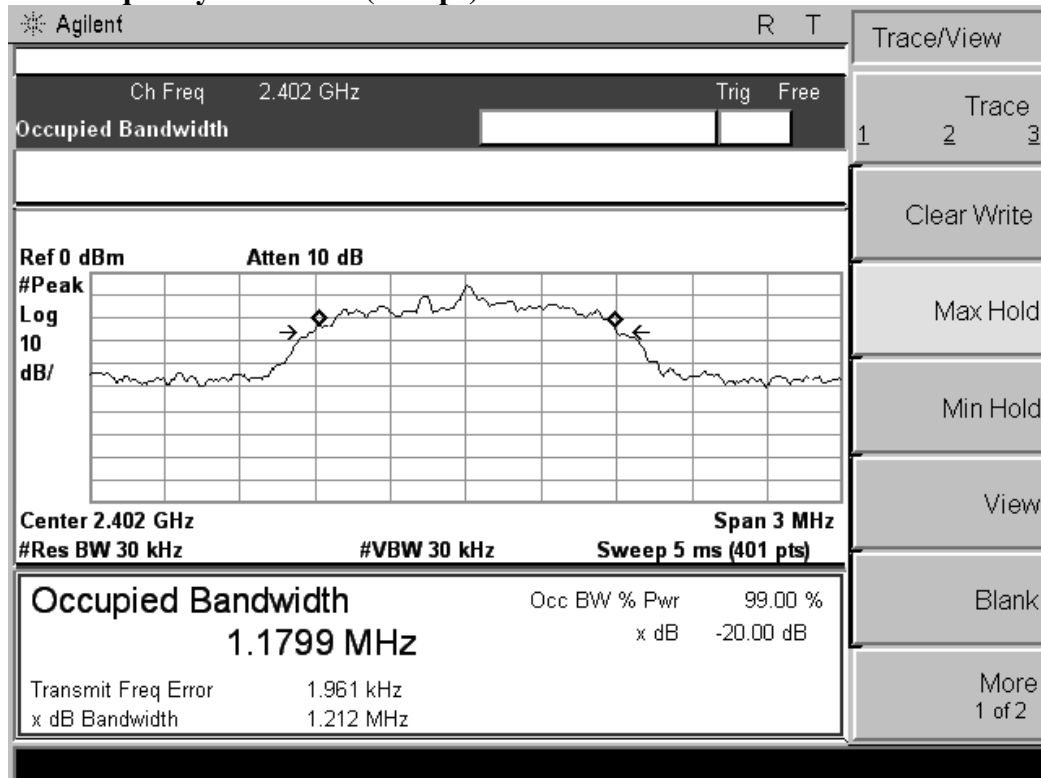 Agilent R T
Trace/View
Ch Freq 2.402 GHz Trig Free
Occupied Bandwidth
Trace
1 2 3
Clear Write
Ref 0 dBm Atten 10 dB
#Peak
Log
10
dB/
Max Hold
Min Hold
View
Center 2.402 GHz Span 3 MHz
#Res BW 30 kHz #VBW 30 kHz Sweep 5 ms (401 pts)
Occupied Bandwidth
1.1799 MHz
Occ BW % Pwr 99.00 %
x dB -20.00 dB
Transmit Freq Error 1.961 kHz
x dB Bandwidth 1.212 MHz
Blank
More
1 of 2